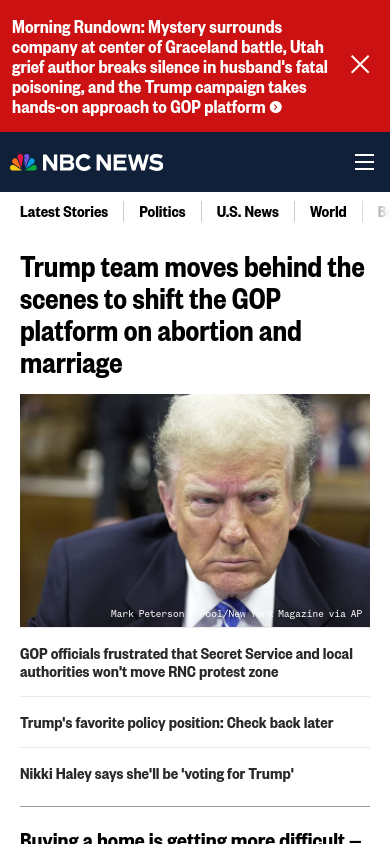 Morning Rundown: Mystery surrounds
company at center of Graceland battle, Utah
grief author breaks silence in husband's fatal
poisoning, and the Trump campaign takes
hands-on approach to GOP platform
NBC NEWS
Latest Stories
Politics
U.S. News
World
Trump team moves behind the
scenes to shift the GOP
platform on abortion and
marriage
Mark Peterson Pool/New York Magazine via AP
GOP officials frustrated that Secret Service and local
authorities won't move RNC protest zone
Trump's favorite policy position: Check back later
Nikki Haley says she'll be 'voting for Trump'
Buying a home is getting more difficult —